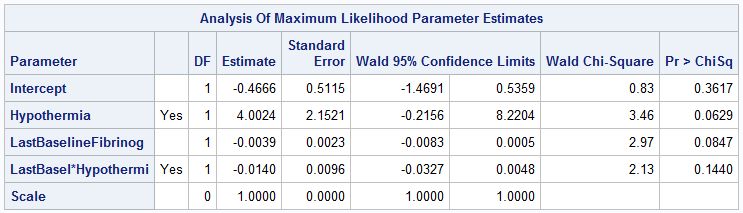 Analysis Of Maximum Likelihood Parameter Estimates
Parameter DF Estimate Standard Error Wald 95% Confidence Limits Wald Chi-Square Pr > ChiSq
Intercept 1 -0.4666 0.5115 -1.4691 0.5359 0.83 0.3617
Hypothermia Yes 1 4.0024 2.1521 -0.2156 8.2204 3.46 0.0629
LastBaselineFibrinog 1 -0.0039 0.0023 -0.0083 0.0005 2.97 0.0847
LastBasel*Hypothermi Yes 1 -0.0140 0.0096 -0.0327 0.0048 2.13 0.1440
Scale 0 1.0000 0.0000 1.0000 1.0000